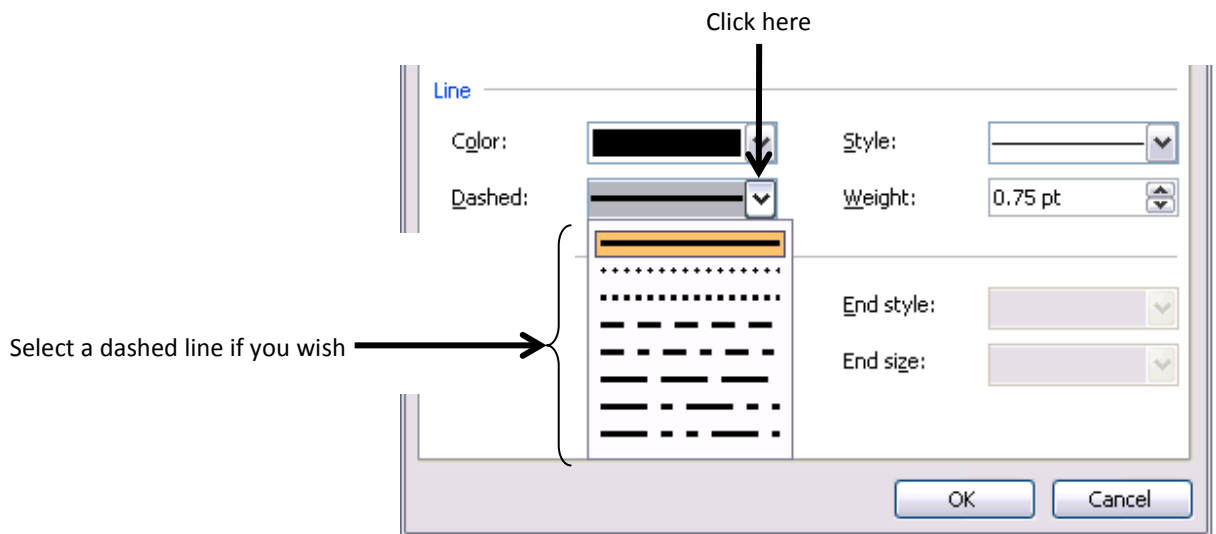 Click here
Line
Color:
Style:
Dashed:
Weight:
0.75 pt
End style:
Select a dashed line if you wish
End size:
OK
Cancel